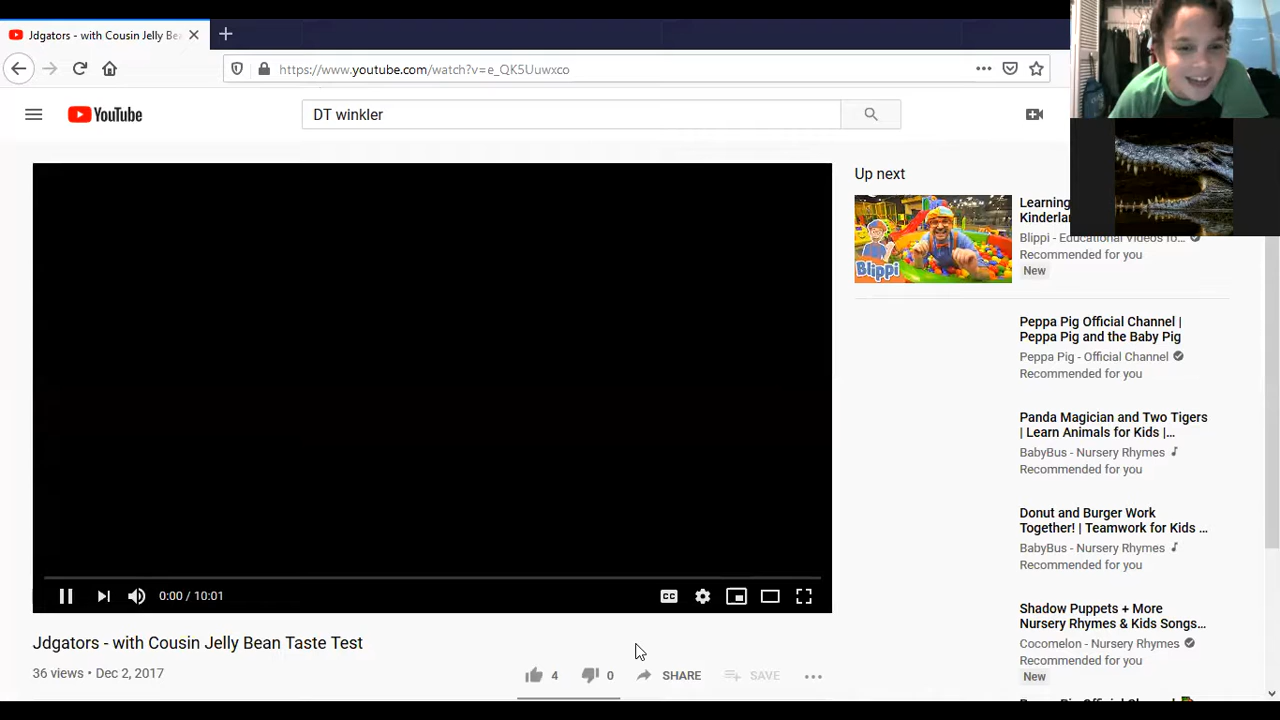 Jdgators - with Cousin Jelly Be
https://www.youtube.com/watch?v=e_QK5Uuwxco
YouTube
DT winkler
Up next
Learning
Kinderla
Blippi - Educational Videos fo...
Recommended for you
New
Blippi
Peppa Pig Official Channel |
Peppa Pig and the Baby Pig
Peppa Pig - Official Channel
Recommended for you
Panda Magician and Two Tigers
| Learn Animals for Kids |...
BabyBus - Nursery Rhymes
Recommended for you
Donut and Burger Work
Together! | Teamwork for Kids ...
BabyBus - Nursery Rhymes
Recommended for you
Shadow Puppets + More
Nursery Rhymes & Kids Songs...
Cocomelon - Nursery Rhymes
Recommended for you
New
0:00 / 10:01
CC
Jdgators - with Cousin Jelly Bean Taste Test
36 views • Dec 2, 2017
4
0
SHARE
SAVE